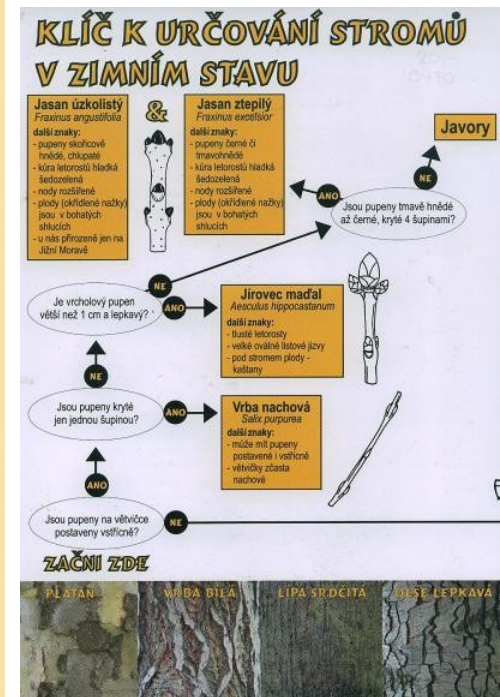 KLÍČ K URČOVÁNÍ STROMŮ
V ZIMNÍM STAVU
Jasan úzkolistý
Fraxinus angustifolia
další znaky:
- pupeny skořicově
hnědé, chlupaté
- kůra letorostů hladká
šedozelená
- nody rozšířené
- plody (okřídlené nažky)
jsou v bohatých
shlucích
- u nás přirozeně jen na
Jižní Moravě
&
Jasan ztepilý
Fraxinus excelsior
další znaky:
- pupeny černé či
tmavohnědé
- kůra letorostů hladká
šedozelená
- nody rozšířené
- plody (okřídlené nažky)
jsou v bohatých
shlucích
Javory
NE
ANO
Jsou pupeny tmavě hnědé
až černé, kryté 4 šupinami?
NE
Je vrcholový pupen
větší než 1 cm a lepkavý?
ANO
Jírovec maďal
Aesculus hippocastanum
další znaky:
- tlusté letorosty
- velké oválné listové jizvy
- pod stromem plody -
kaštany
NE
Jsou pupeny kryté
jen jednou šupinou?
ANO
Vrba nachová
Salix purpurea
další znaky:
- může mít pupeny
postavené i vstřícně
- větvičky zčásta
nachové
ANO
Jsou pupeny na větvičce
postaveny vstřícně?
NE
ZAČNI ZDE
PLATAN
VRBA BÍLÁ
LÍPA SRDČITÁ
OLŠE LEPKAVÁ